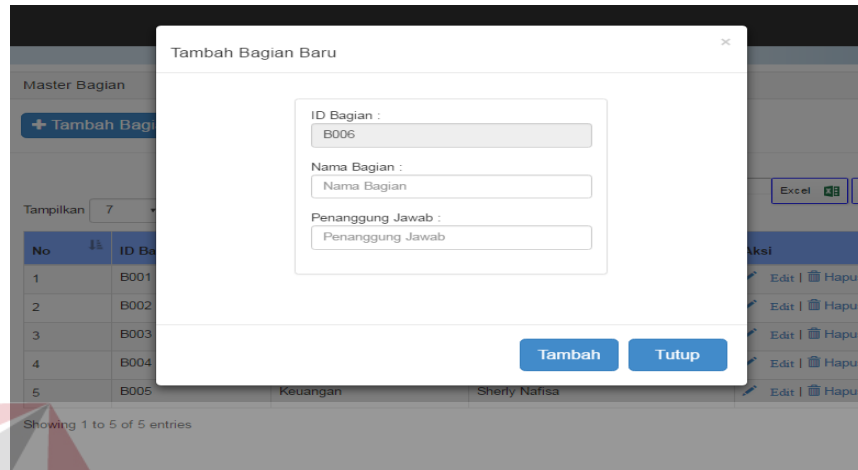 Tambah Bagian Baru
×
Master Bagian
Tambah Bagi
ID Bagian :
B006
Nama Bagian :
Nama Bagian
Penanggung Jawab :
Penanggung Jawab
Excel
Tampilkan 7
No ID Ba Aksi
1 B001 Edit | Hapu
2 B002 Edit | Hapu
3 B003 Edit | Hapu
4 B004 Edit | Hapu
5 B005 Keuangan Sherly Nafisa Edit | Hapu
Tambah Tutup
Showing 1 to 5 of 5 entries